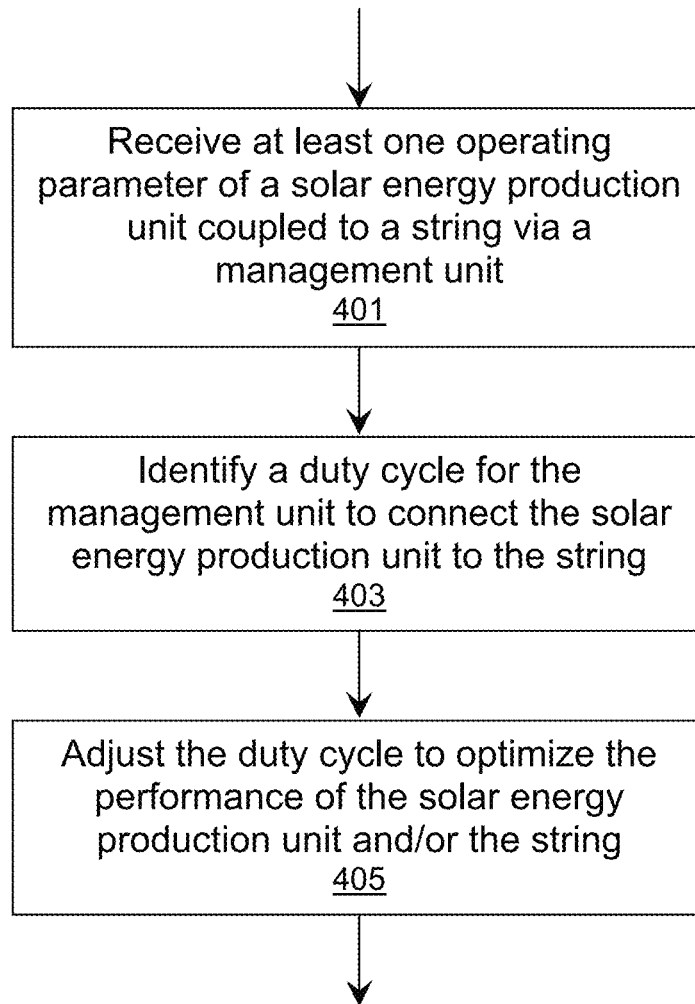 Receive at least one operating
parameter of a solar energy production
unit coupled to a string via a
management unit
401
Identify a duty cycle for the
management unit to connect the solar
energy production unit to the string
403
Adjust the duty cycle to optimize the
performance of the solar energy
production unit and/or the string
405